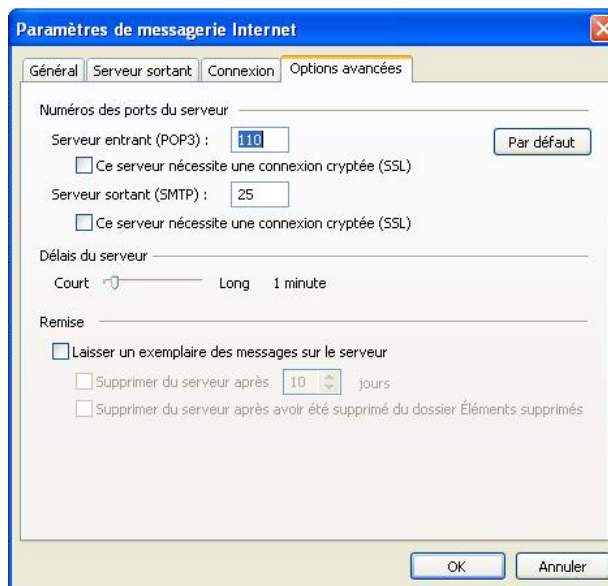 Paramètres de messagerie Internet
Général Serveur sortant Connexion Options avancées
Numéros des ports du serveur
Serveur entrant (POP3) : 110 Par défaut
Ce serveur nécessite une connexion cryptée (SSL)
Serveur sortant (SMTP) : 25
Ce serveur nécessite une connexion cryptée (SSL)
Délais du serveur
Court Long 1 minute
Remise
Laisser un exemplaire des messages sur le serveur
Supprimer du serveur après 10 jours
Supprimer du serveur après avoir été supprimé du dossier Éléments supprimés
OK Annuler